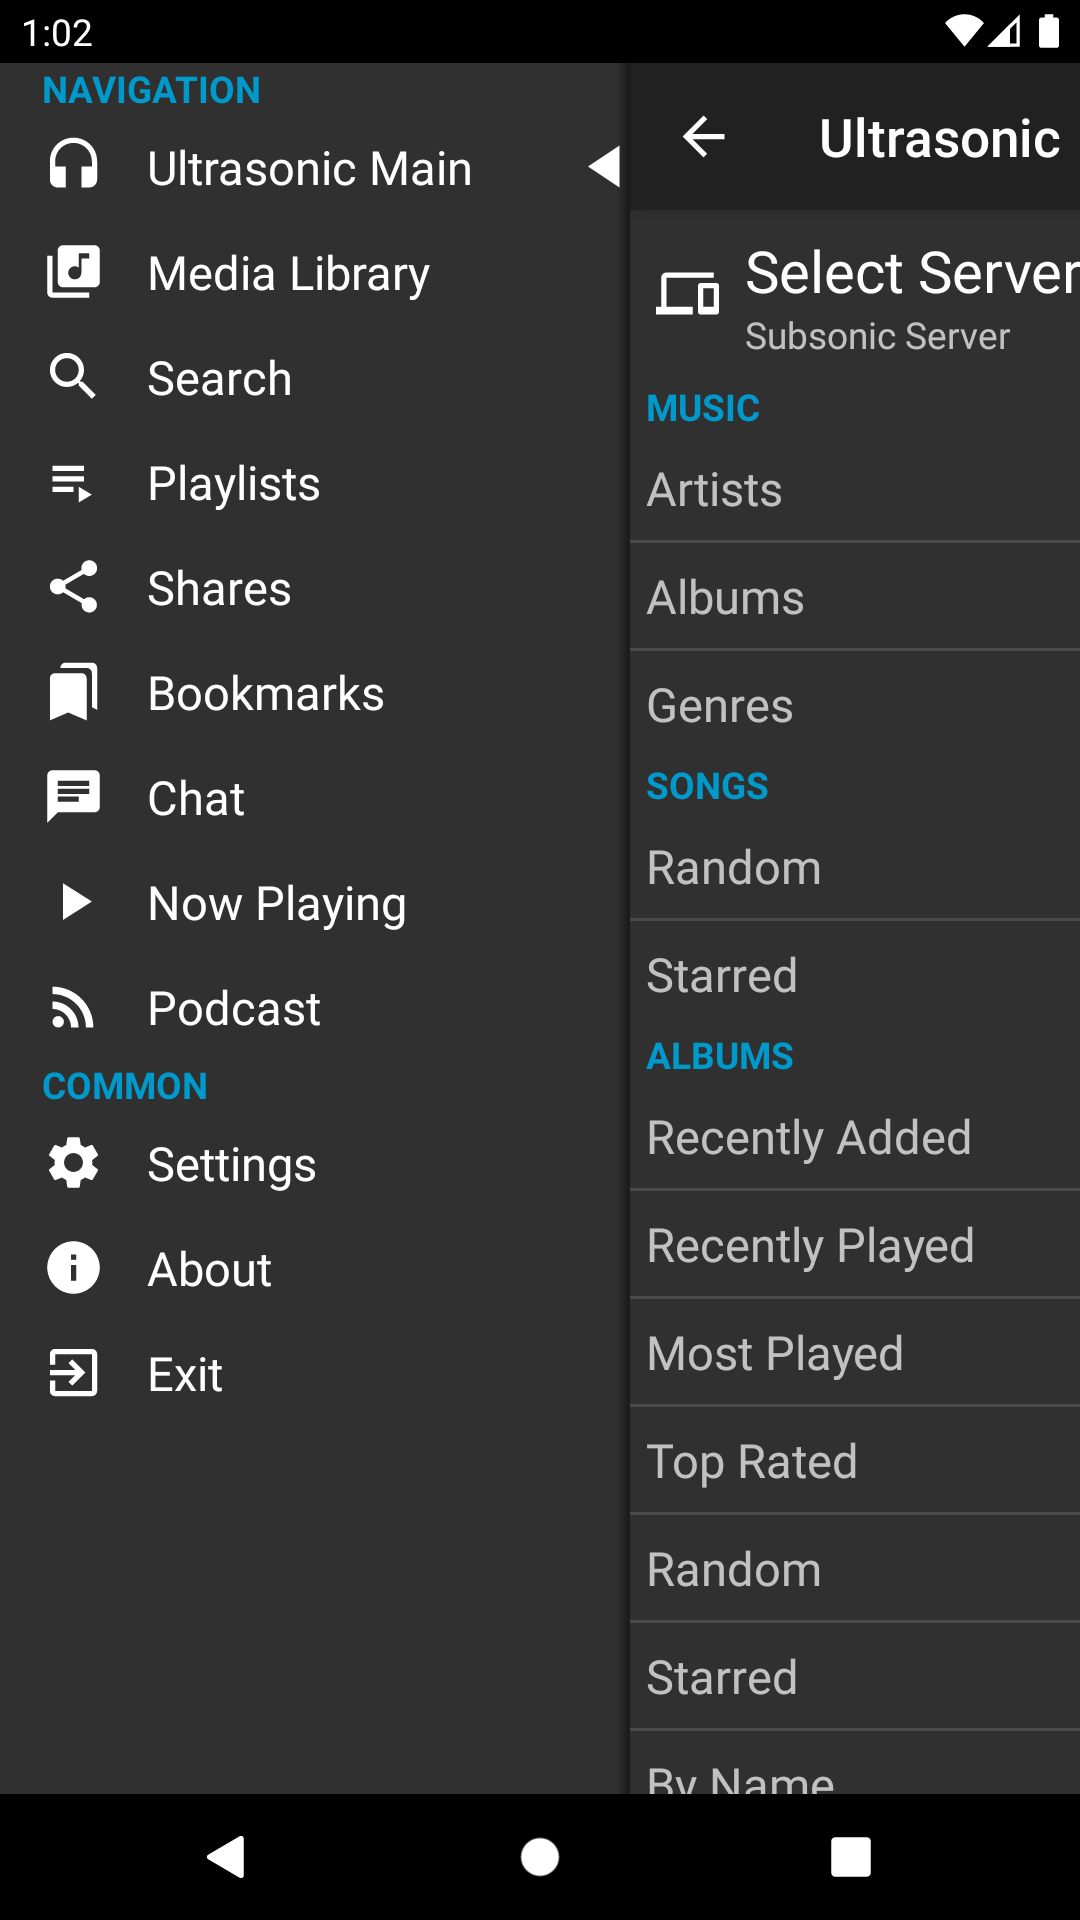 1:02
NAVIGATION
Ultrasonic Main
Media Library
Search
Playlists
Shares
Bookmarks
Chat
Now Playing
Podcast
COMMON
Settings
About
Exit
Ultrasonic
Select Server
Subsonic Server
MUSIC
Artists
Albums
Genres
SONGS
Random
Starred
ALBUMS
Recently Added
Recently Played
Most Played
Top Rated
Random
Starred
By Name